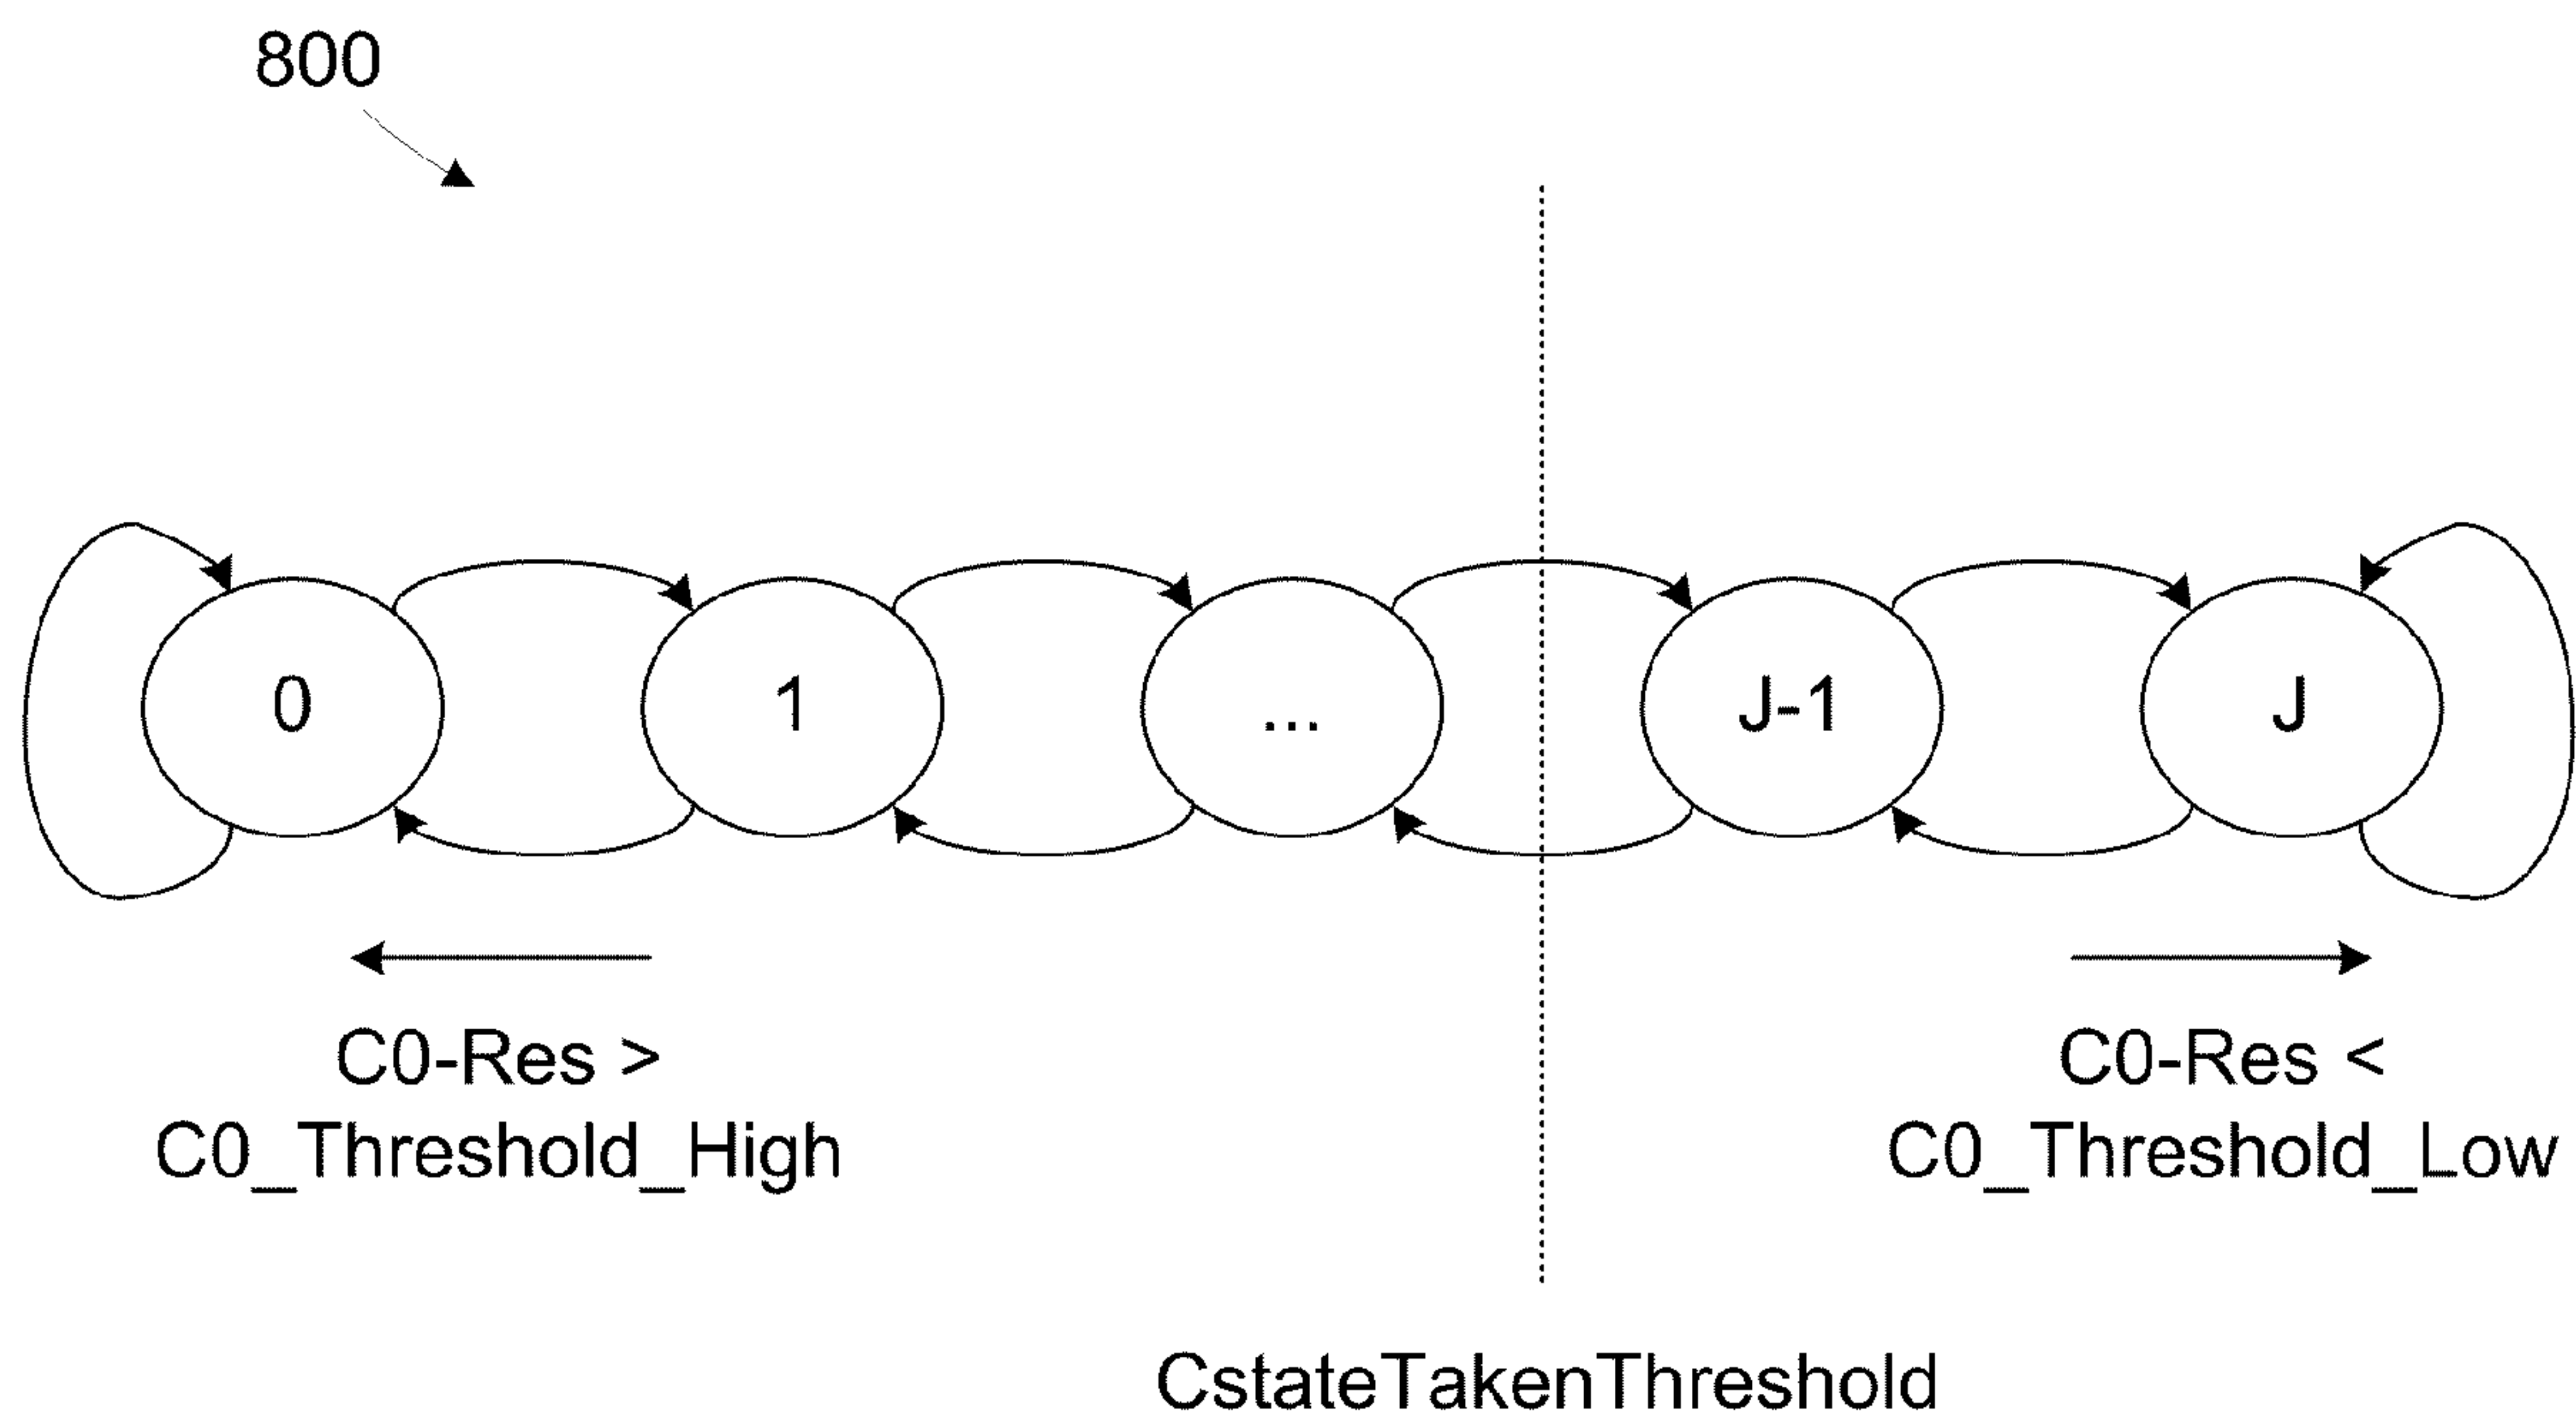 800
0
1
...
J-1
J
C0-Res >
C0_Threshold_High
C0-Res <
C0_Threshold_Low
CstateTakenThreshold